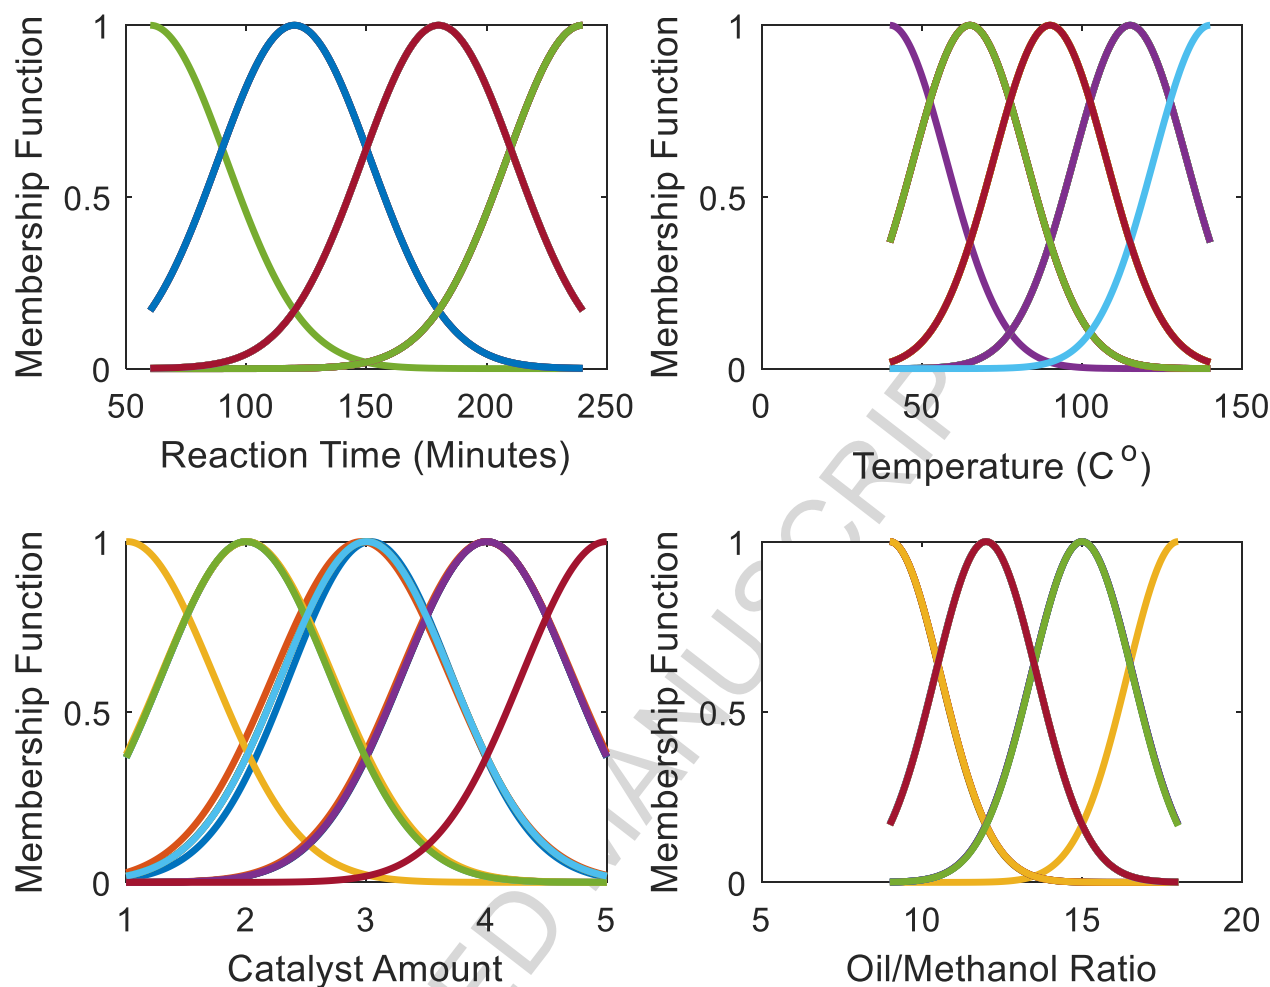 Membership Function
1
0.5
0
50 100 150 200 250
Reaction Time (Minutes)
Membership Function
1
0.5
0
0 50 100 150
Temperature (C o)
Membership Function
1
0.5
0
1 2 3 4 5
Catalyst Amount
Membership Function
1
0.5
0
5 10 15 20
Oil/Methanol Ratio
ED MANUSCRIP